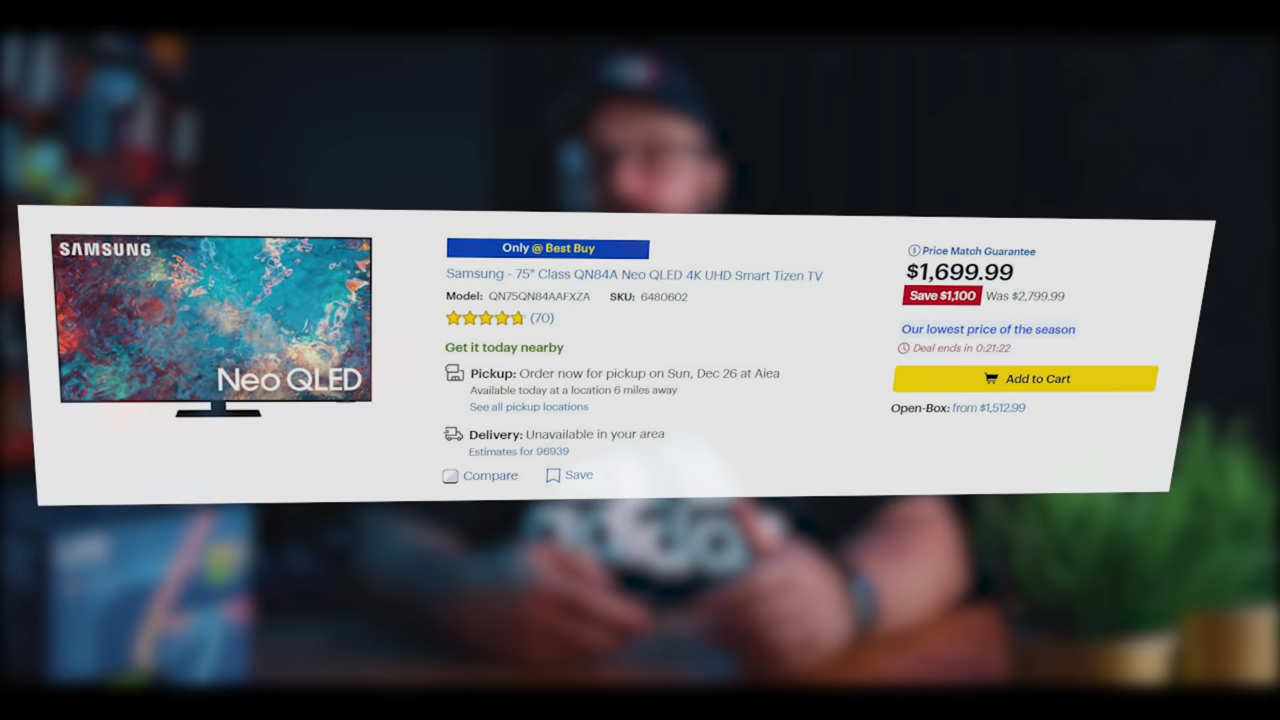 SAMSUNG
Neo QLED
Only @ Best Buy
Samsung - 75" Class QN84A Neo QLED 4K UHD Smart Tizen TV
Model: QN75QN84AAFXZA SKU: 6480602
(70)
Get it today nearby
Pickup: Order now for pickup on Sun, Dec 26 at Aiea
Available today at a location 6 miles away
See all pickup locations
Delivery: Unavailable in your area
Estimates for 96939
Compare Save
Price Match Guarantee
$1,699.99
Save $1,100 Was $2,799.99
Our lowest price of the season
Deal ends in 0:21:22
Add to Cart
Open-Box: from $1,512.99